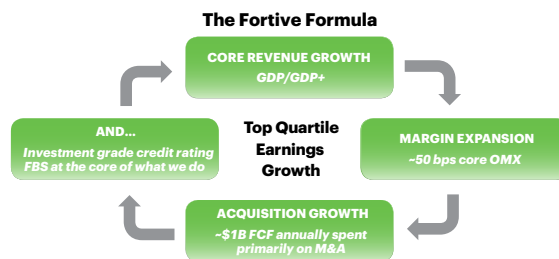 The Fortive Formula
CORE REVENUE GROWTH
GDP/GDP+
AND...
Investment grade credit rating
FBS at the core of what we do
Top Quartile
Earnings
Growth
MARGIN EXPANSION
~50 bps core OMX
ACQUISITION GROWTH
~$1B FCF annually spent
primarily on M&A